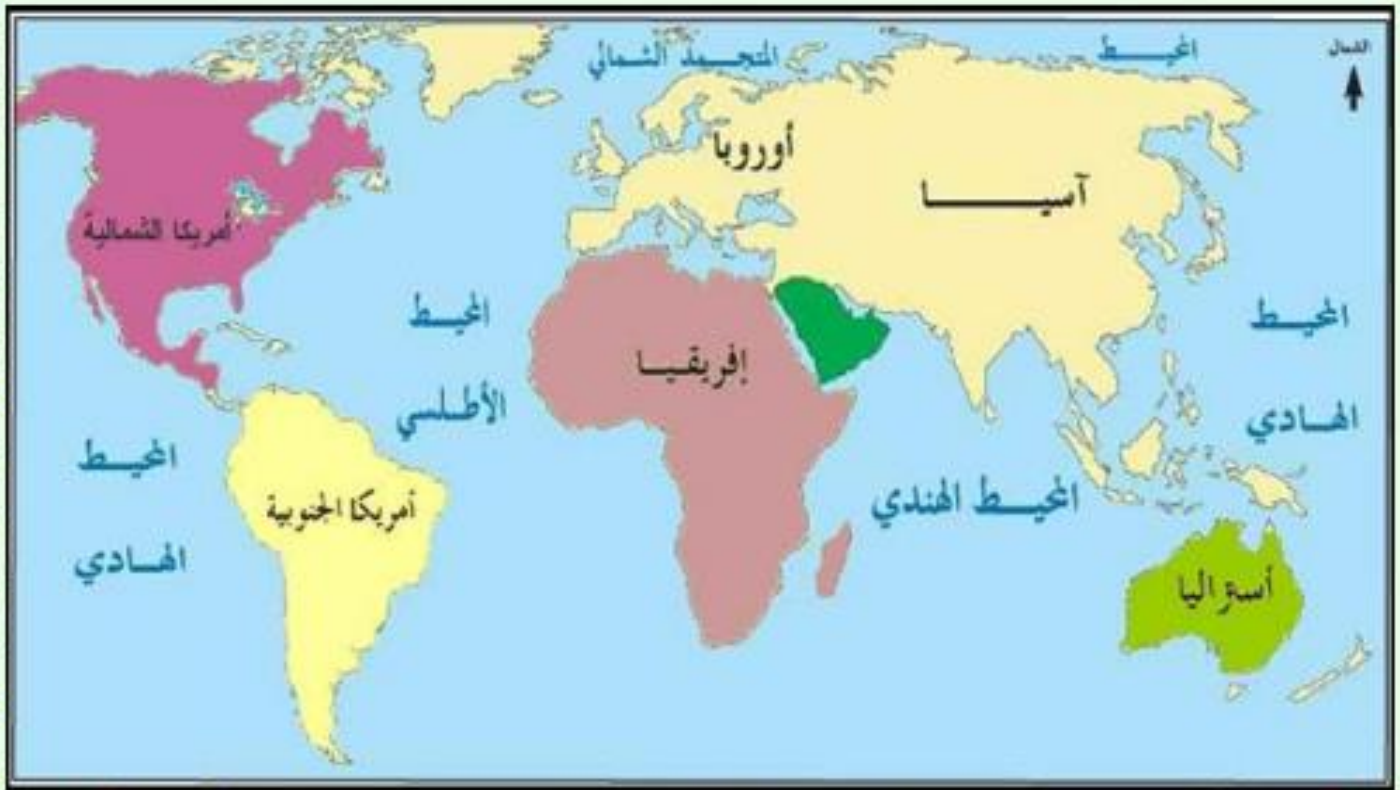 الشمال
المحيط
المتجمد الشمالي
أوروبا
آسيا
أمريكا الشمالية
المحيط
الأطلسي
إفريقيا
المحيط
الهادي
المحيط
الهادي
أمريكا الجنوبية
المحيط الهندي
أستراليا